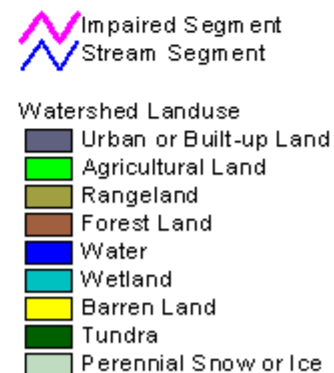 Impaired Segment
Stream Segment
Watershed Landuse
Urban or Built-up Land
Agricultural Land
Rangeland
Forest Land
Water
Wetland
Barren Land
Tundra
Perennial Snow or Ice